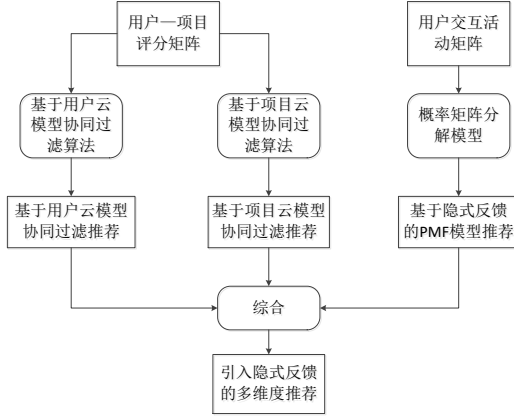 用户—项目
评分矩阵
用户交互活
动矩阵
基于用户云
模型协同过
滤算法
基于项目云
模型协同过
滤算法
概率矩阵分
解模型
基于用户云模型
协同过滤推荐
基于项目云模型
协同过滤推荐
基于隐式反馈
的PMF模型推荐
综合
引入隐式反馈
的多维度推荐